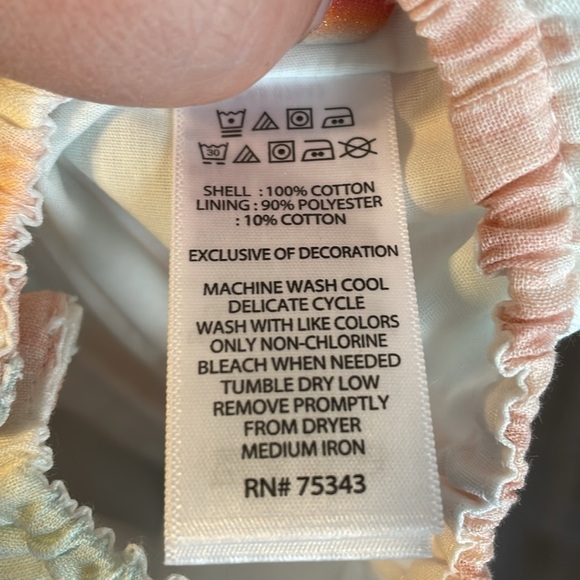 30
SHELL : 100% COTTON
LINING : 90% POLYESTER
: 10% COTTON
EXCLUSIVE OF DECORATION
MACHINE WASH COOL
DELICATE CYCLE
WASH WITH LIKE COLORS
ONLY NON-CHLORINE
BLEACH WHEN NEEDED
TUMBLE DRY LOW
REMOVE PROMPTLY
FROM DRYER
MEDIUM IRON
RN# 75343